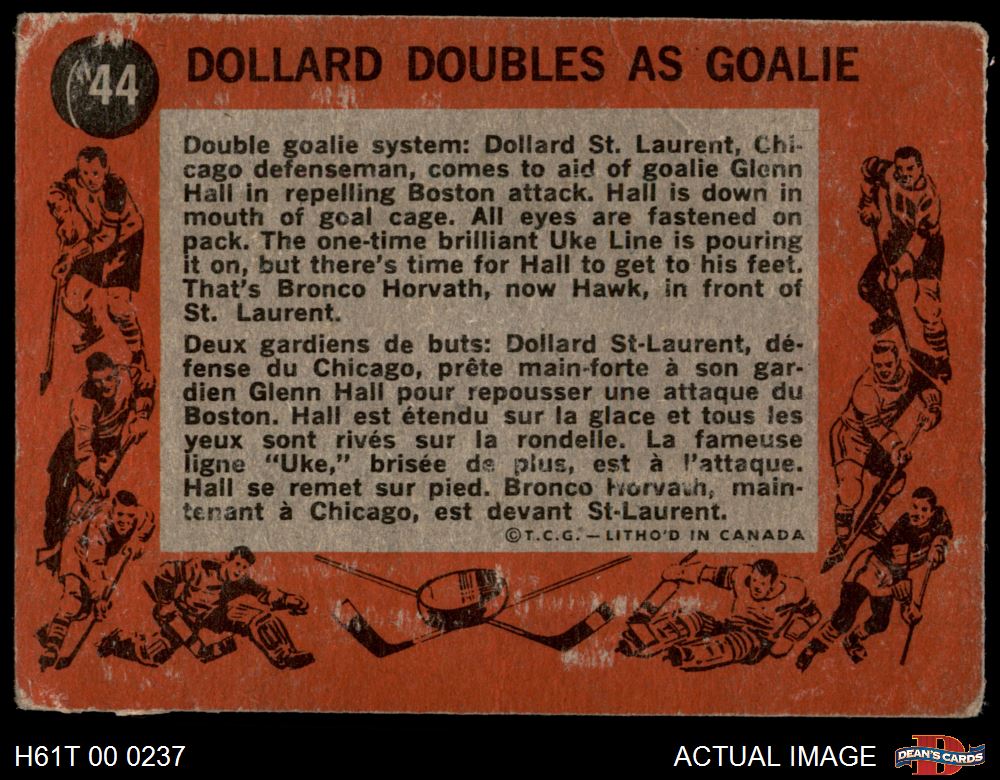 44
DOLLARD DOUBLES AS GOALIE
Double goalie system: Dollard St. Laurent, Chi-
cago defenseman, comes to aid of goalie Glenn
Hall in repelling Boston attack. Hall is down in
mouth of goal cage. All eyes are fastened on
pack. The one-time brilliant Uke Line is pouring
it on, but there's time for Hall to get to his feet.
That's Bronco Horvath, now Hawk, in front of
St. Laurent.
Deux gardiens de buts: Dollard St-Laurent, dé-
fense du Chicago, prête main-forte à son gar-
dien Glenn Hall pour repousser une attaque du
Boston. Hall est étendu sur la glace et tous les
yeux sont rivés sur la rondelle. La fameuse
ligne "Uke," brisée de plus, est à l'attaque.
Hall se remet sur pied. Bronco Horvath, main-
tenant à Chicago, est devant St-Laurent.
©T.C.G.—LITHO'D IN CANADA
H61T 00 0237
ACTUAL IMAGE
D
DEAN'S CARDS